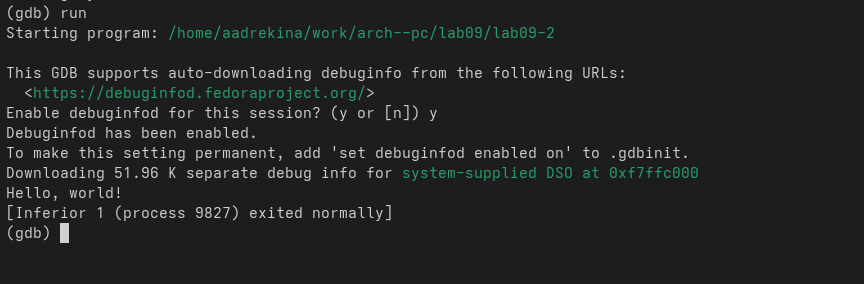 (gdb) run
Starting program: /home/aadrekina/work/arch--pc/lab09/lab09-2
This GDB supports auto-downloading debuginfo from the following URLs:
<https://debuginfod.fedoraproject.org/>
Enable debuginfod for this session? (y or [n]) y
Debuginfod has been enabled.
To make this setting permanent, add 'set debuginfod enabled on' to .gdbinit.
Downloading 51.96 K separate debug info for system-supplied DSO at 0xf7ffc000
Hello, world!
[Inferior 1 (process 9827) exited normally]
(gdb)